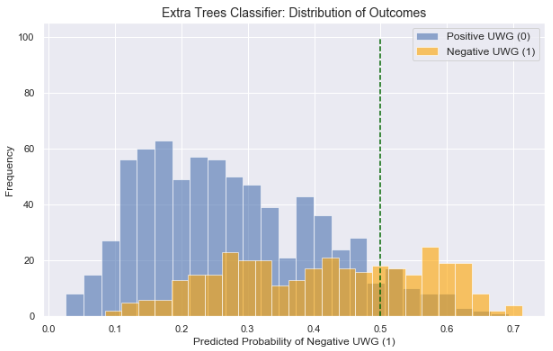 Extra Trees Classifier: Distribution of Outcomes
Positive UWG (0)
Negative UWG (1)
100
80
60
40
20
0
Frequency
0.0 0.1 0.2 0.3 0.4 0.5 0.6 0.7
Predicted Probability of Negative UWG (1)